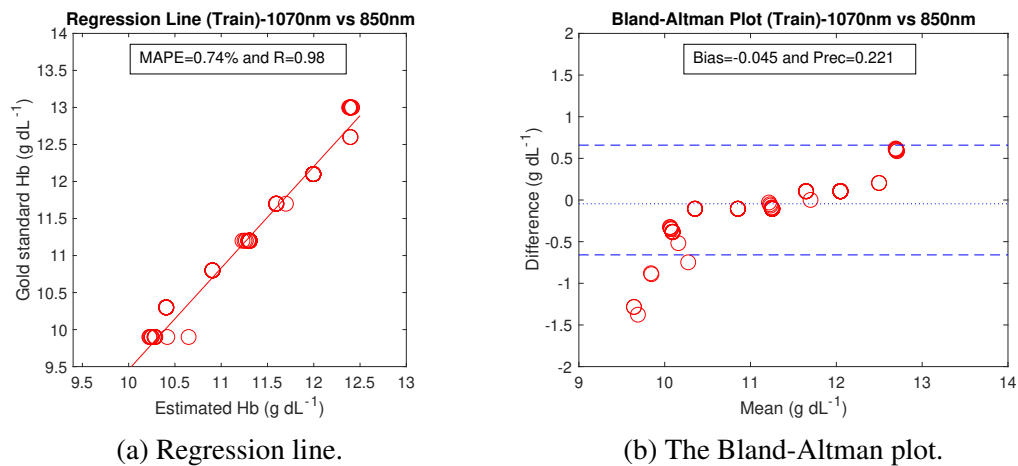 Regression Line (Train)-1070nm vs 850nm
MAPE=0.74% and R=0.98
Gold standard Hb (g dL⁻¹)
14
13.5
13
12.5
12
11.5
11
10.5
10
9.5
9.5 10 10.5 11 11.5 12 12.5 13
Estimated Hb (g dL⁻¹)
(a) Regression line.
Bland-Altman Plot (Train)-1070nm vs 850nm
Bias=-0.045 and Prec=0.221
Difference (g dL⁻¹)
2
1.5
1
0.5
0
-0.5
-1
-1.5
-2
9 10 11 12 13 14
Mean (g dL⁻¹)
(b) The Bland-Altman plot.